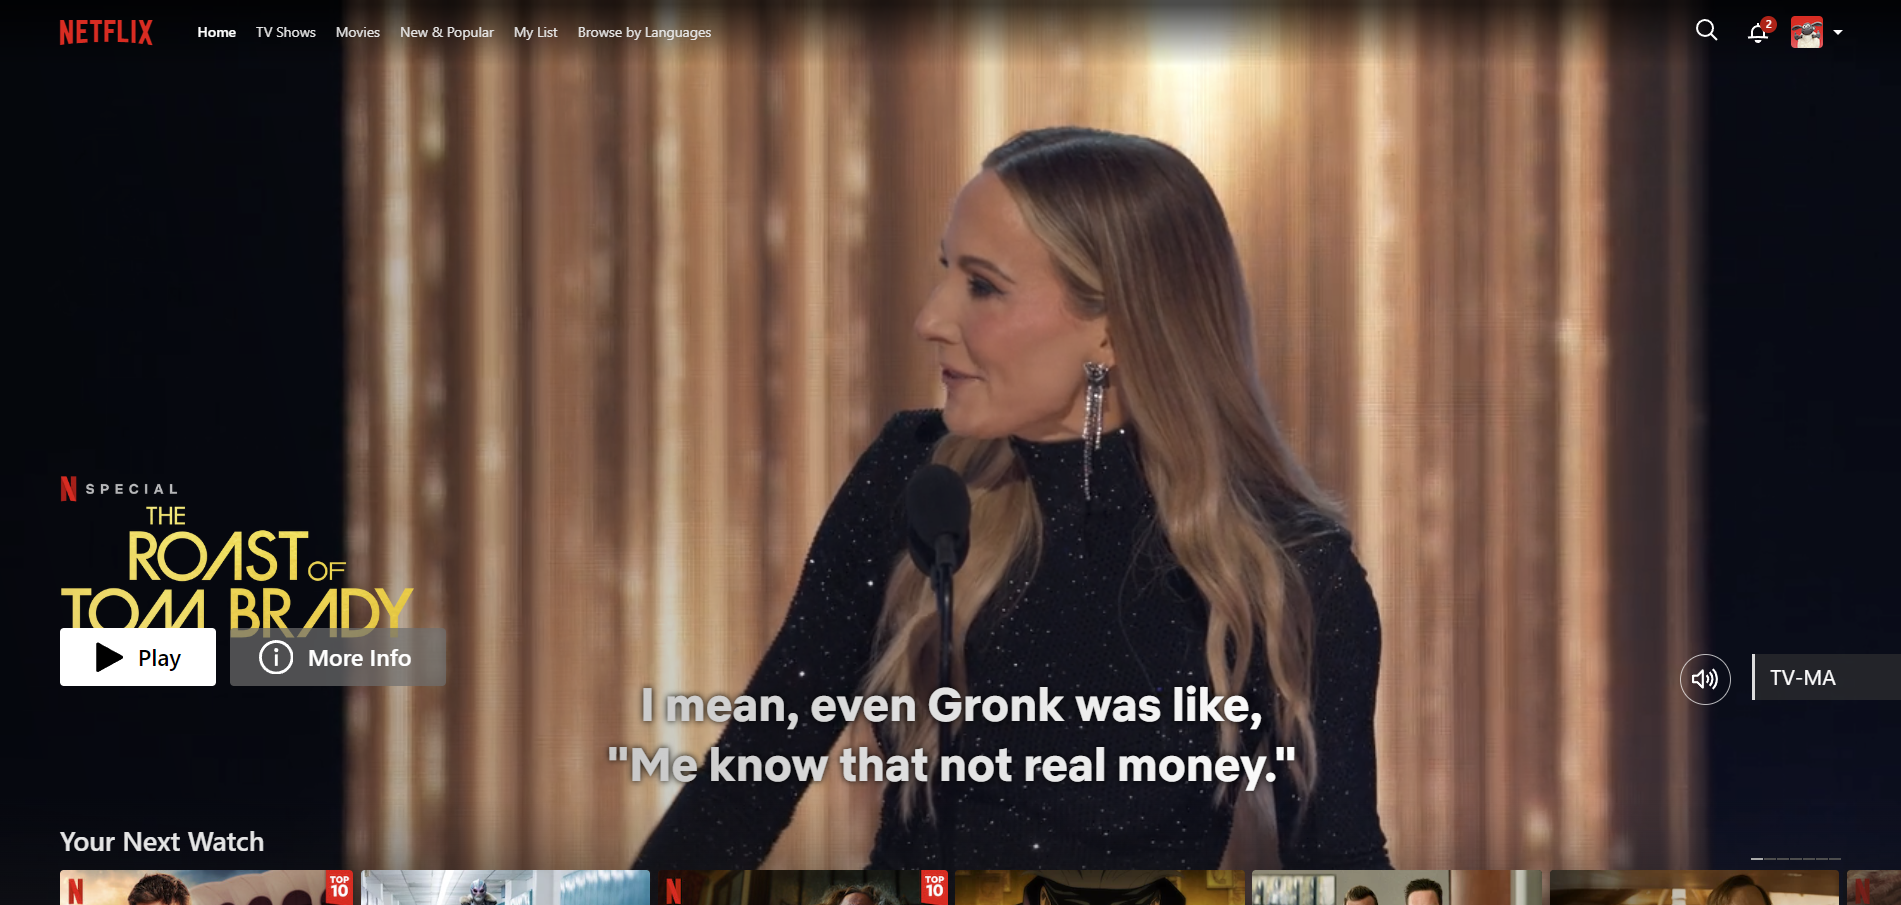 NETFLIX
Home TV Shows Movies New & Popular My List Browse by Languages
2
N SPECIAL
THE
ROAST OF
TOM BRADY
Play
More Info
TV-MA
I mean, even Gronk was like,
"Me know that not real money."
Your Next Watch
N
TOP
10
N
TOP
10
N